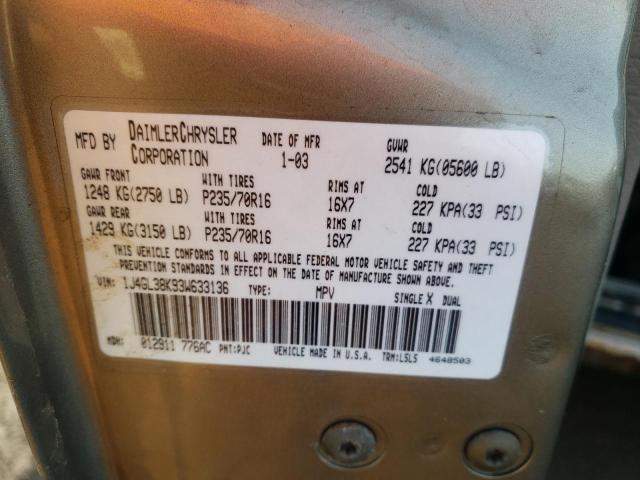 MFD BY DAIMLERCHRYSLER CORPORATION DATE OF MFR 1-03 GVWR 2541 KG(05600 LB)
GAWR FRONT WITH TIRES RIMS AT COLD
1248 KG(2750 LB) P235/70R16 16X7 227 KPA(33 PSI)
GAWR REAR WITH TIRES RIMS AT COLD
1429 KG(3150 LB) P235/70R16 16X7 227 KPA(33 PSI)
THIS VEHICLE CONFORMS TO ALL APPLICABLE FEDERAL MOTOR VEHICLE SAFETY AND THEFT
PREVENTION STANDARDS IN EFFECT ON THE DATE OF MANUFACTURE SHOWN ABOVE.
VIN: 1J4GL38K93W633136 TYPE: MPV SINGLE X DUAL
MDH: 012911 776AC PNT:PJC VEHICLE MADE IN U.S.A. TRM:L5L5 4648503